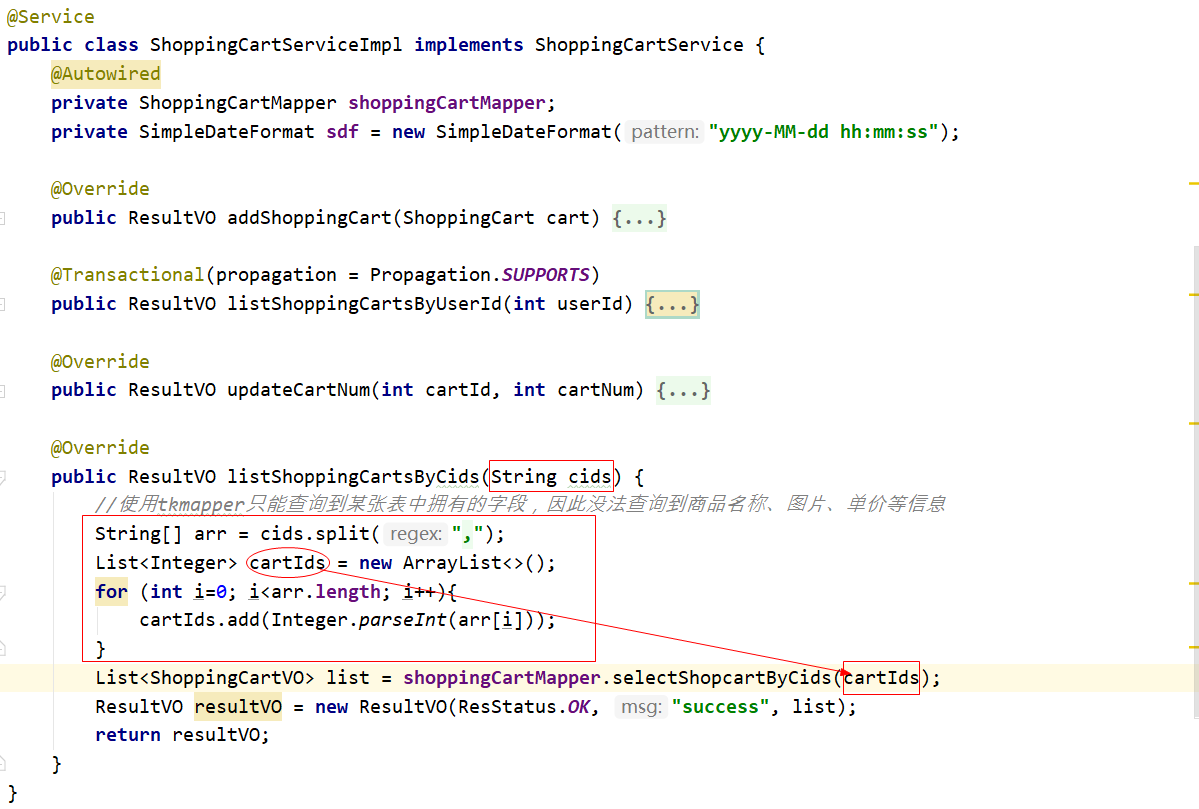 @Service
public class ShoppingCartServiceImpl implements ShoppingCartService {
@Autowired
private ShoppingCartMapper shoppingCartMapper;
private SimpleDateFormat sdf = new SimpleDateFormat( pattern: "yyyy-MM-dd hh:mm:ss");
@Override
public ResultVO addShoppingCart(ShoppingCart cart) {...}
@Transactional(propagation = Propagation.SUPPORTS)
public ResultVO listShoppingCartsByUserId(int userId) {...}
@Override
public ResultVO updateCartNum(int cartId, int cartNum) {...}
@Override
public ResultVO listShoppingCartsByCids(String cids) {
//使用tkmapper只能查询到某张表中拥有的字段，因此没法查询到商品名称、图片、单价等信息
String[] arr = cids.split( regex: ",");
List<Integer> cartIds = new ArrayList<>();
for (int i=0; i<arr.length; i++){
cartIds.add(Integer.parseInt(arr[i]));
}
List<ShoppingCartVO> list = shoppingCartMapper.selectShopcartByCids(cartIds);
ResultVO resultVO = new ResultVO(ResStatus.OK, msg: "success", list);
return resultVO;
}
}